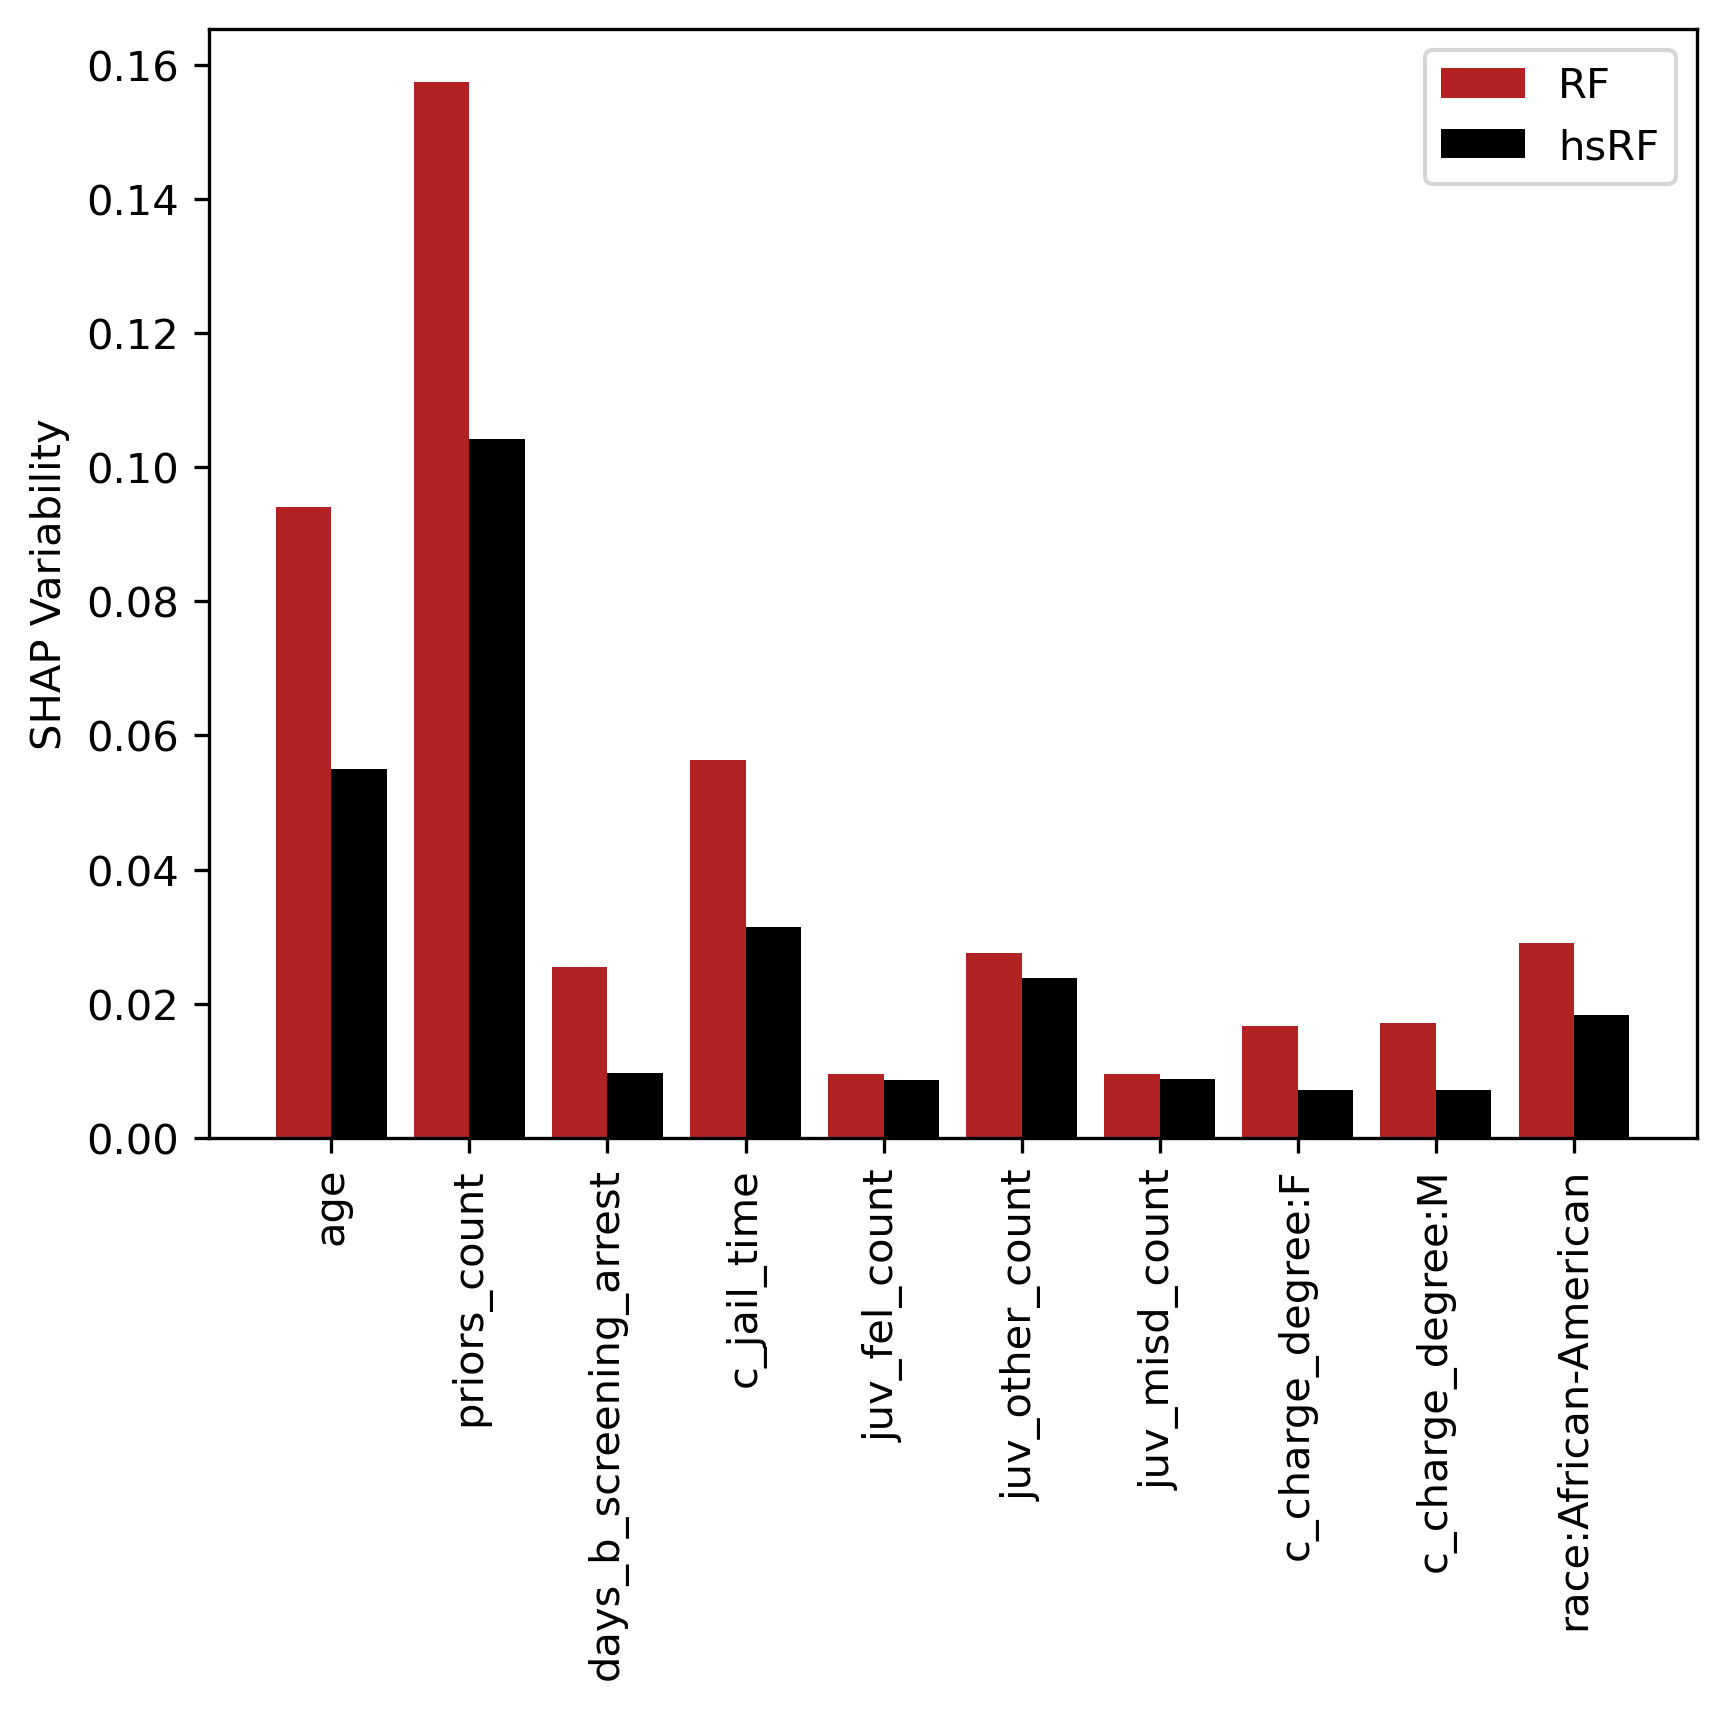 SHAP Variability
0.16
0.14
0.12
0.10
0.08
0.06
0.04
0.02
0.00
RF
hsRF
age
priors_count
days_b_screening_arrest
c_jail_time
juv_fel_count
juv_other_count
juv_misd_count
c_charge_degree:F
c_charge_degree:M
race:African-American